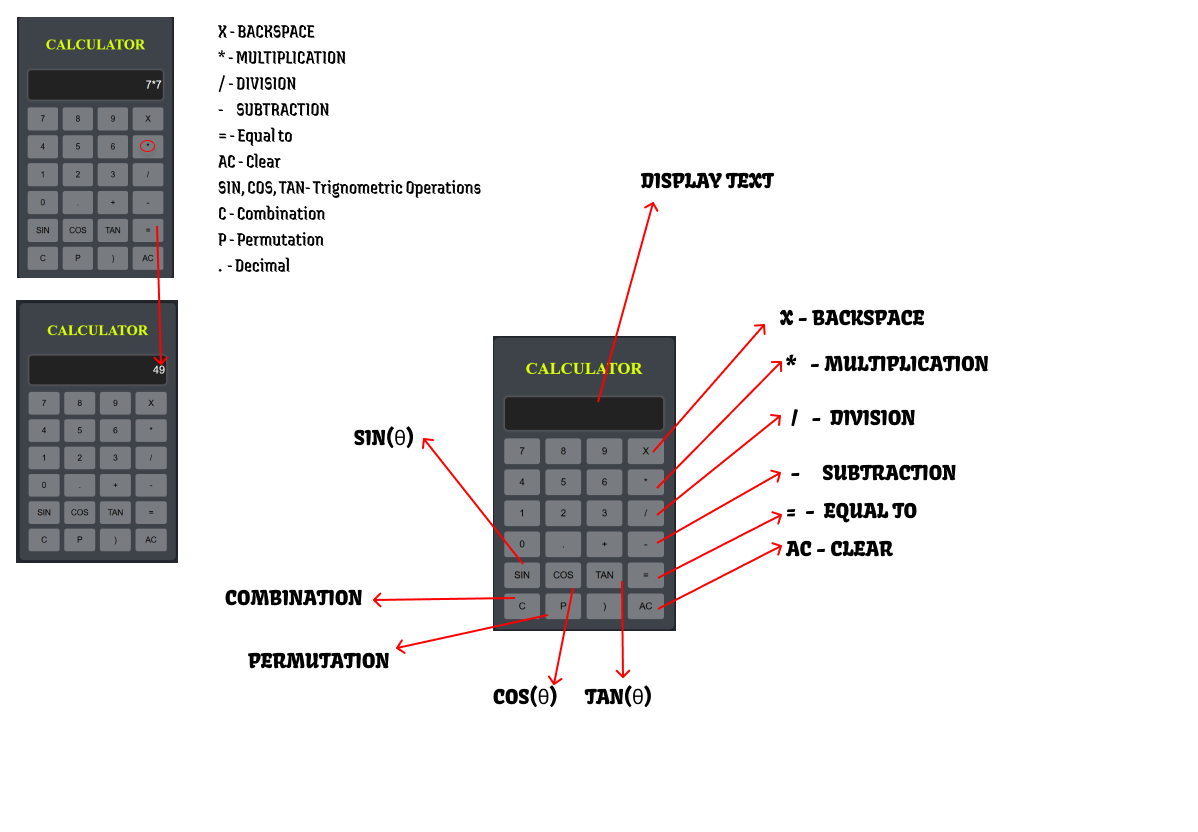 CALCULATOR
7*7
7 8 9 X
4 5 6 *
1 2 3 /
0 . + -
SIN COS TAN =
C P ) AC
X - BACKSPACE
* - MULTIPLICATION
/ - DIVISION
- SUBTRACTION
= - Equal to
AC - Clear
SIN, COS, TAN- Trignometric Operations
C - Combination
P - Permutation
. - Decimal
CALCULATOR
49
7 8 9 X
4 5 6 *
1 2 3 /
0 . + -
SIN COS TAN =
C P ) AC
DISPLAY TEXT
CALCULATOR
7 8 9 X
4 5 6 *
1 2 3 /
0 . + -
SIN COS TAN =
C P ) AC
X - BACKSPACE
* - MULTIPLICATION
/ - DIVISION
- SUBTRACTION
= - EQUAL TO
AC - CLEAR
SIN(θ)
COMBINATION
PERMUTATION
COS(θ) TAN(θ)